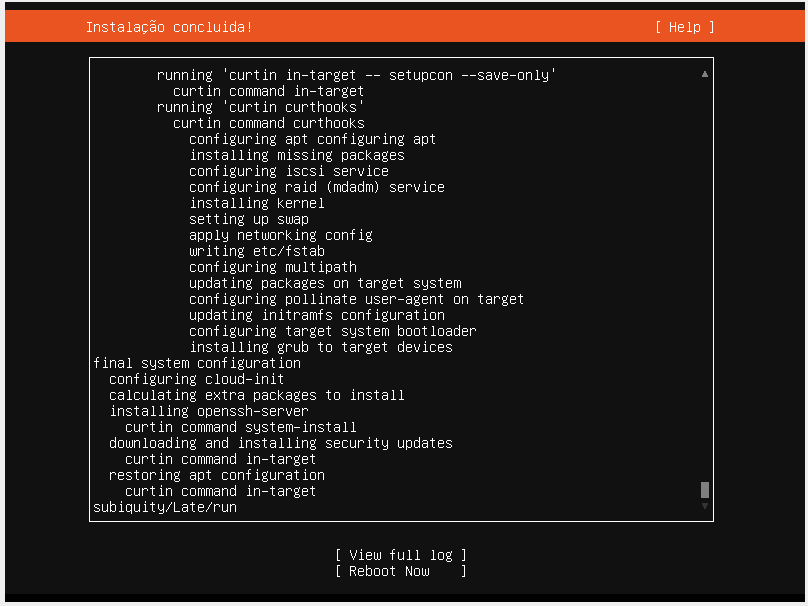 Instalação concluida!
[ Help ]
running 'curtin in-target -- setupcon --save-only'
curtin command in-target
running 'curtin curthooks'
curtin command curthooks
configuring apt configuring apt
installing missing packages
configuring iscsi service
configuring raid (mdadm) service
installing kernel
setting up swap
apply networking config
writing etc/fstab
configuring multipath
updating packages on target system
configuring pollinate user-agent on target
updating initramfs configuration
configuring target system bootloader
installing grub to target devices
final system configuration
configuring cloud-init
calculating extra packages to install
installing openssh-server
curtin command system-install
downloading and installing security updates
curtin command in-target
restoring apt configuration
curtin command in-target
subiquity/Late/run
[ View full log ]
[ Reboot Now ]